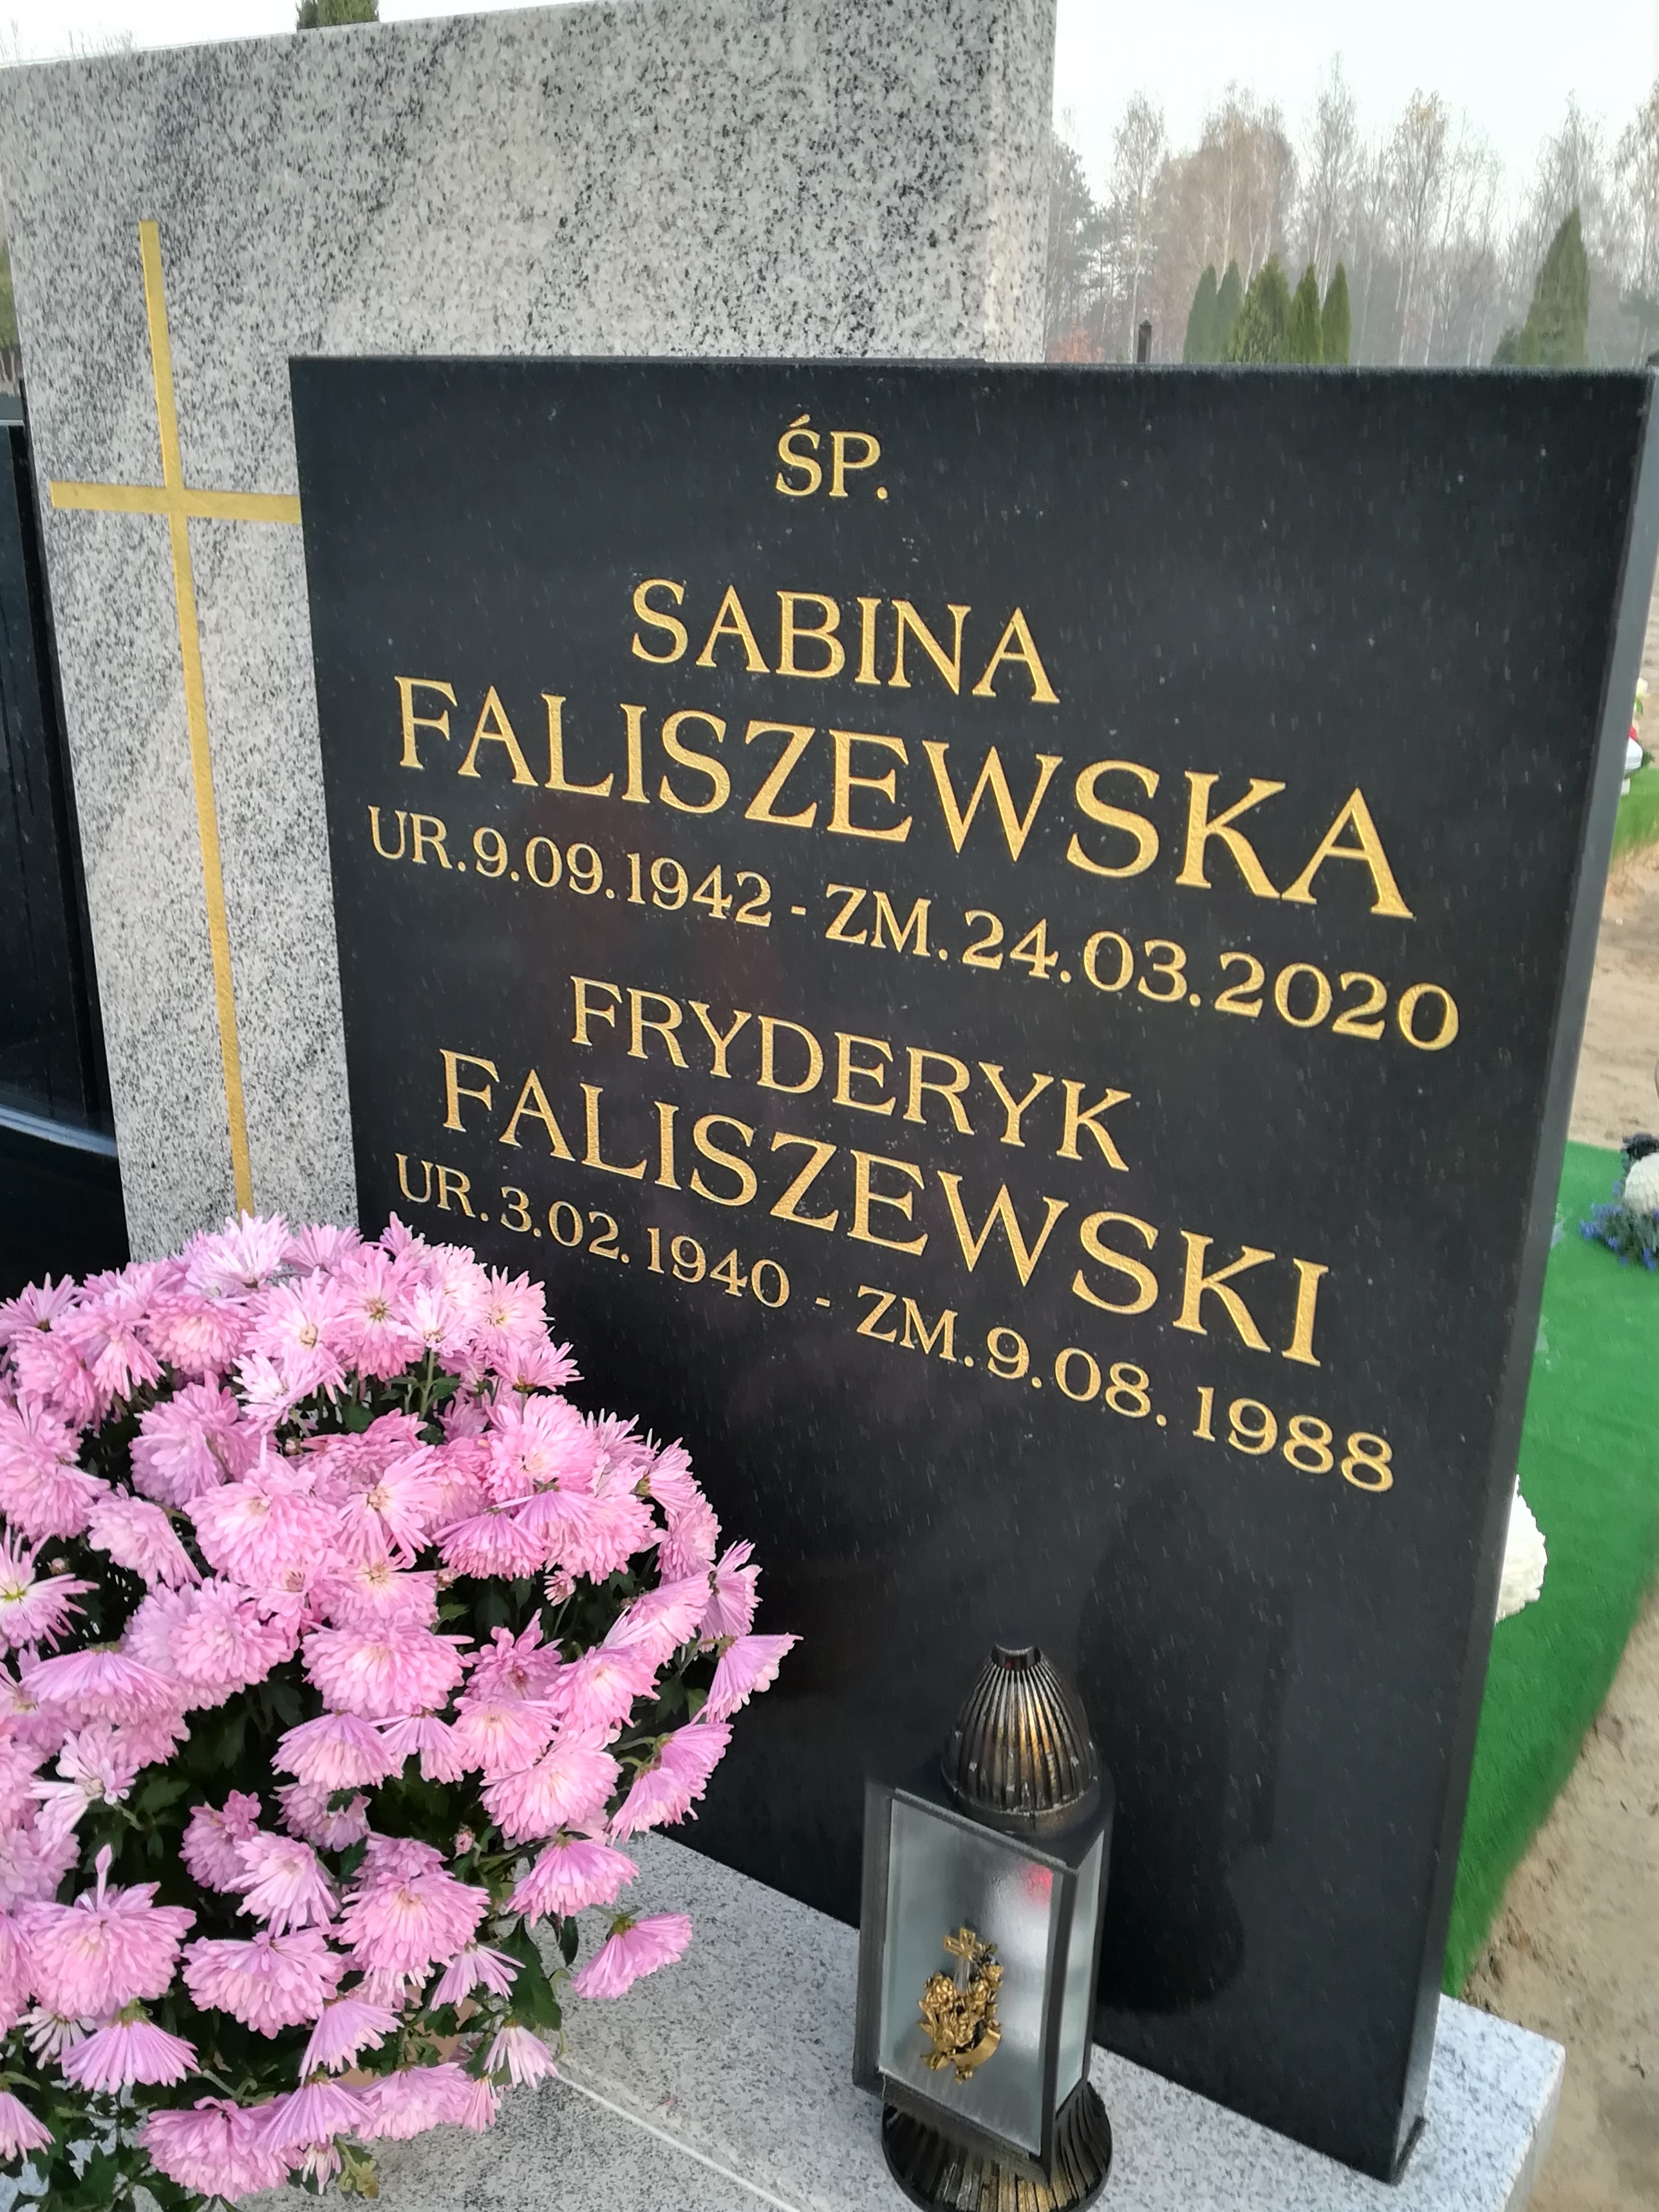 ŚP.
SABINA
FALISZEWSKA
UR. 9.09.1942 - ZM. 24.03.2020
FRYDERYK
FALISZEWSKI
UR. 3.02.1940 - ZM. 9.08.1988